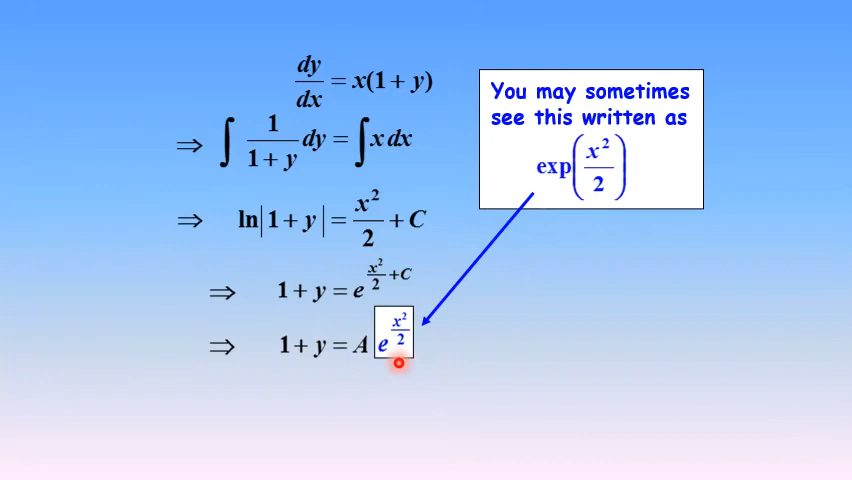 dy/dx = x(1 + y)
⇒ ∫ 1/(1 + y) dy = ∫ x dx
⇒ ln|1 + y| = x²/2 + C
⇒ 1 + y = e^(x²/2 + C)
⇒ 1 + y = A e^(x²/2)
You may sometimes
see this written as
exp(x²/2)